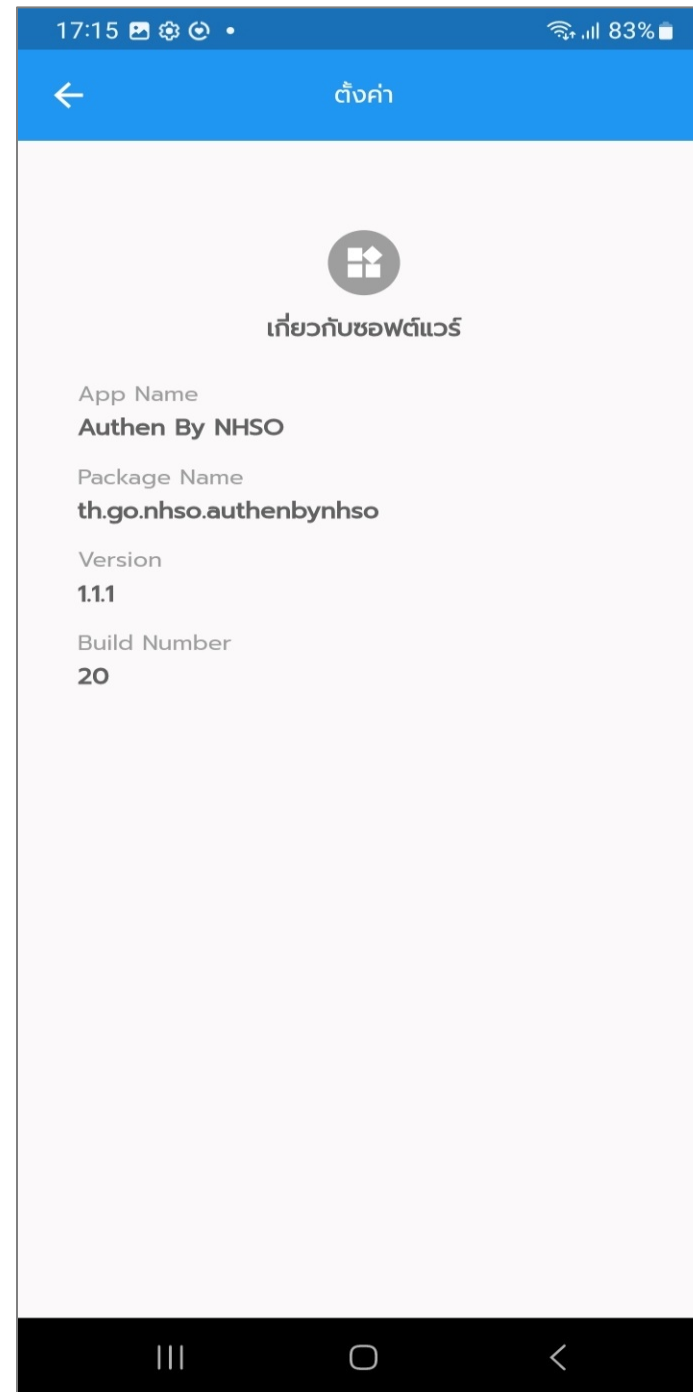 17:15
83%
ตั้งค่า
เกี่ยวกับซอฟต์แวร์
App Name
Authen By NHSO
Package Name
th.go.nhso.authenbynhso
Version
1.1.1
Build Number
20